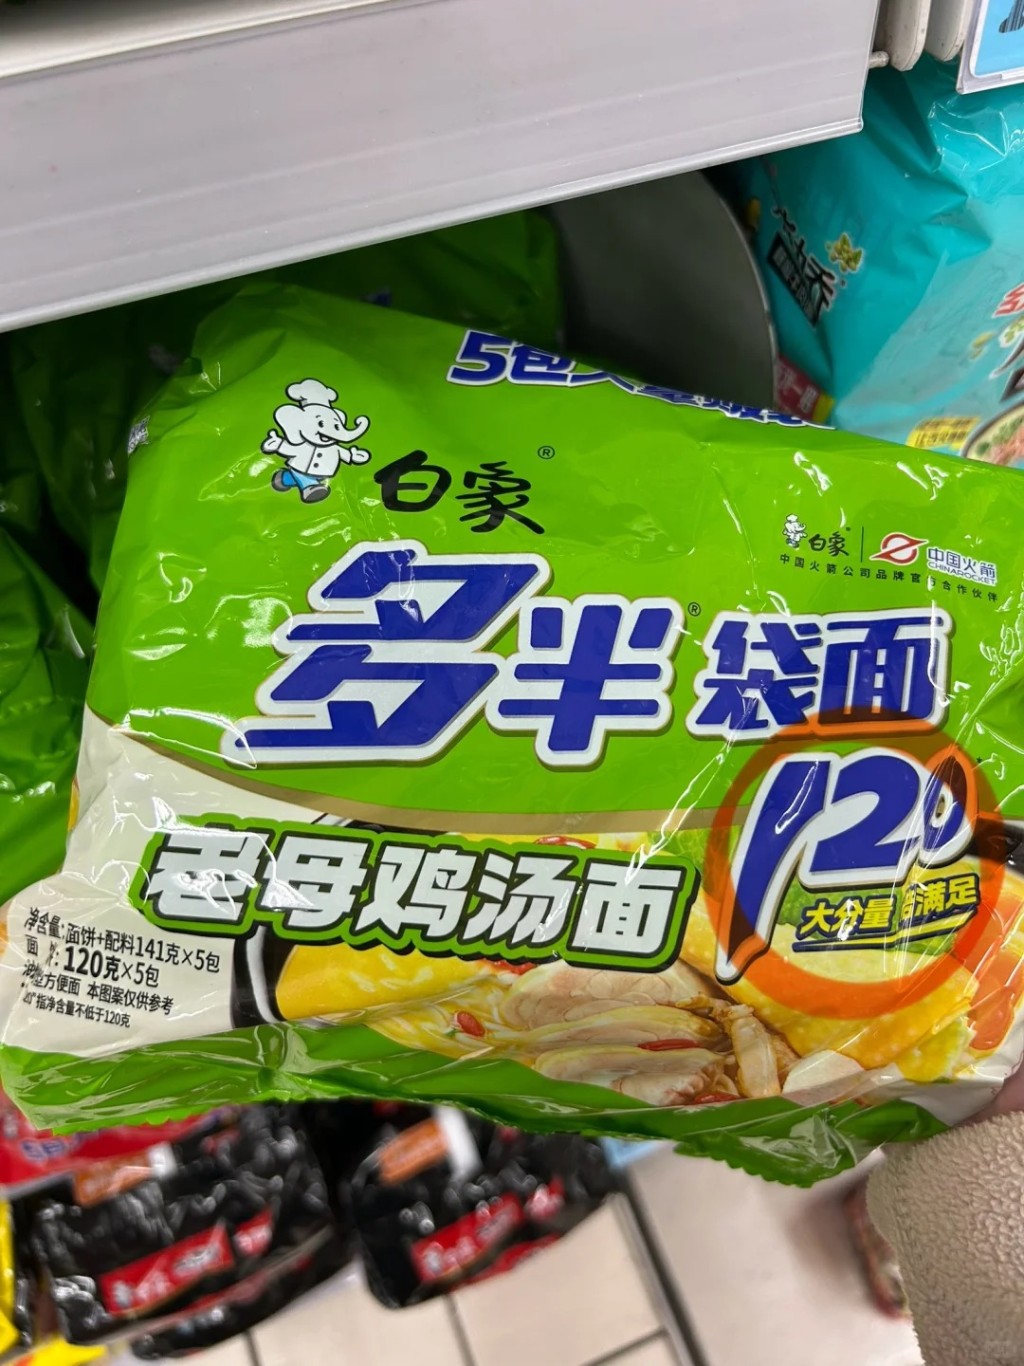 5包
白象®
白象® 中国火箭
CHINAROCKET
中国火箭公司品牌官方合作伙伴
多半® 袋面
120
大分量 满足
老母鸡汤面
净含量：面饼+配料141克×5包
面饼：120克×5包
油炸方便面 本图案仅供参考
指净含量不低于120克